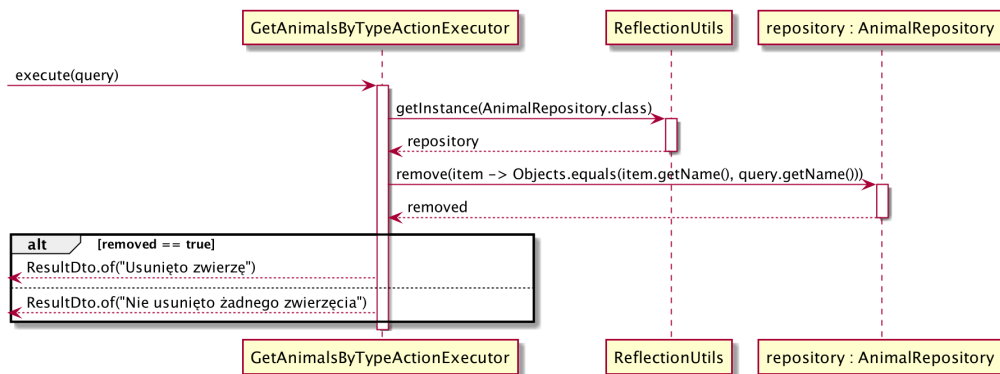 GetAnimalsByTypeActionExecutor
ReflectionUtils
repository : AnimalRepository
execute(query)
getInstance(AnimalRepository.class)
repository
remove(item -> Objects.equals(item.getName(), query.getName()))
removed
alt
[removed == true]
ResultDto.of("Usunięto zwierzę")
ResultDto.of("Nie usunięto żadnego zwierzęcia")
GetAnimalsByTypeActionExecutor
ReflectionUtils
repository : AnimalRepository